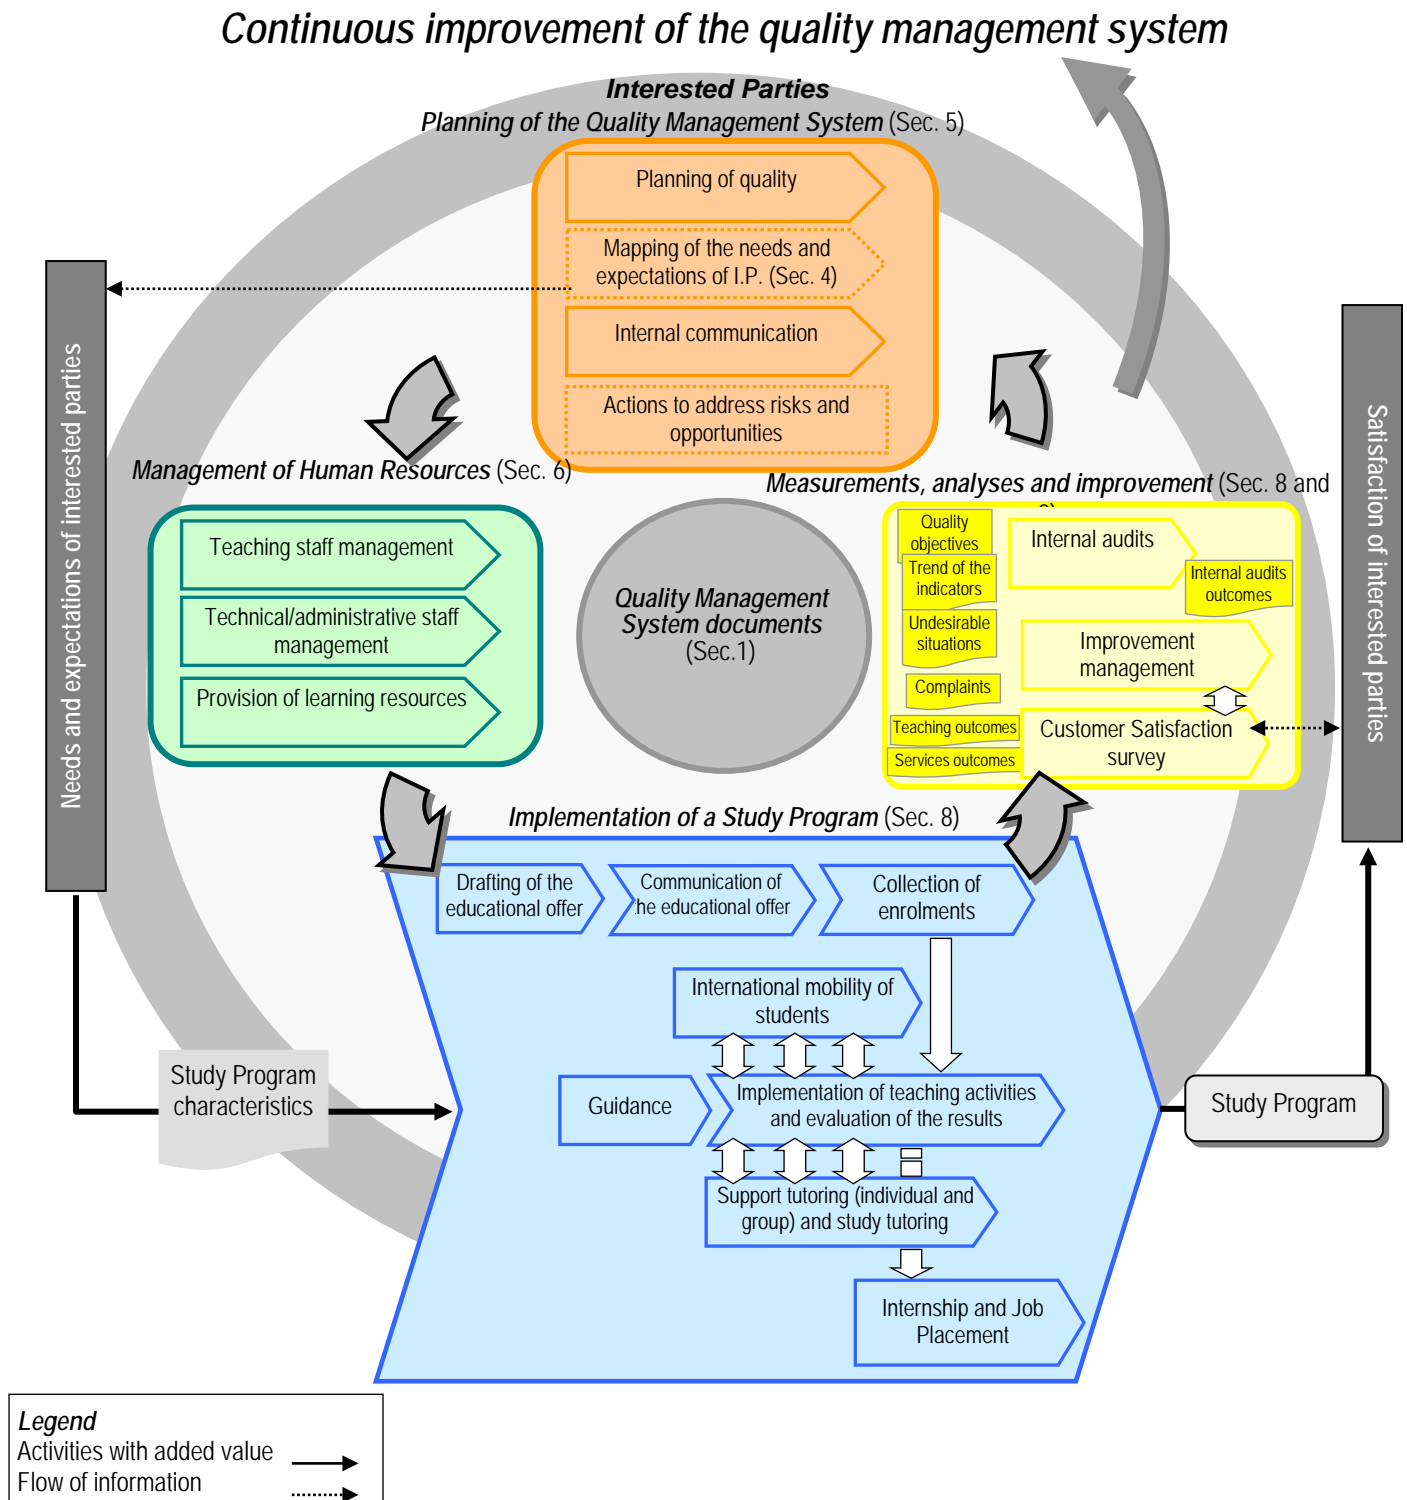 Continuous improvement of the quality management system
Interested Parties
Planning of the Quality Management System (Sec. 5)
Planning of quality
Mapping of the needs and
expectations of I.P. (Sec. 4)
Internal communication
Actions to address risks and
opportunities
Needs and expectations of interested parties
Satisfaction of interested parties
Management of Human Resources (Sec. 6)
Teaching staff management
Technical/administrative staff
management
Provision of learning resources
Quality Management
System documents
(Sec.1)
Measurements, analyses and improvement (Sec. 8 and
Quality
objectives
Trend of the
indicators
Undesirable
situations
Complaints
Teaching outcomes
Services outcomes
Internal audits
Internal audits
outcomes
Improvement
management
Customer Satisfaction
survey
Implementation of a Study Program (Sec. 8)
Drafting of the
educational offer
Communication of
the educational offer
Collection of
enrolments
International mobility of
students
Guidance
Implementation of teaching activities
and evaluation of the results
Support tutoring (individual and
group) and study tutoring
Internship and Job
Placement
Study Program
characteristics
Study Program
Legend
Activities with added value
Flow of information